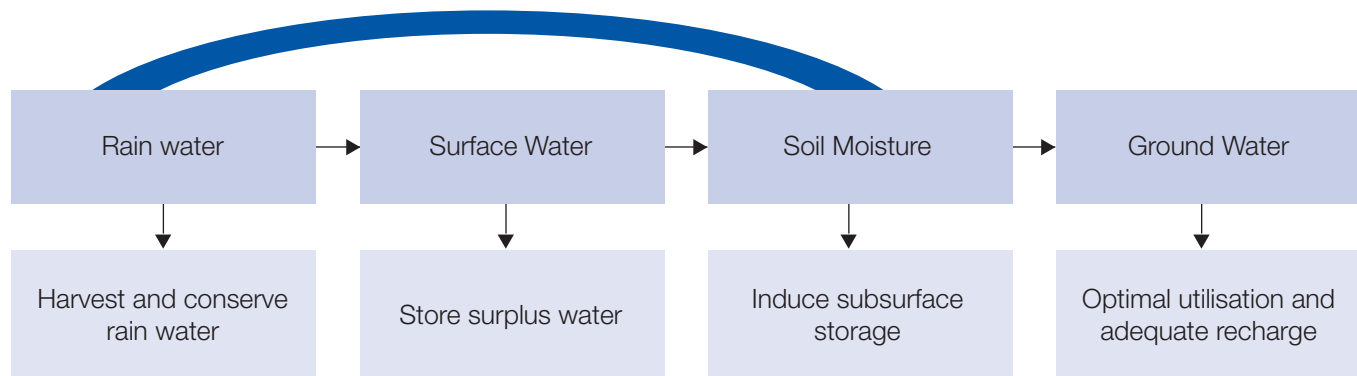 Rain water
Surface Water
Soil Moisture
Ground Water
Harvest and conserve
rain water
Store surplus water
Induce subsurface
storage
Optimal utilisation and
adequate recharge